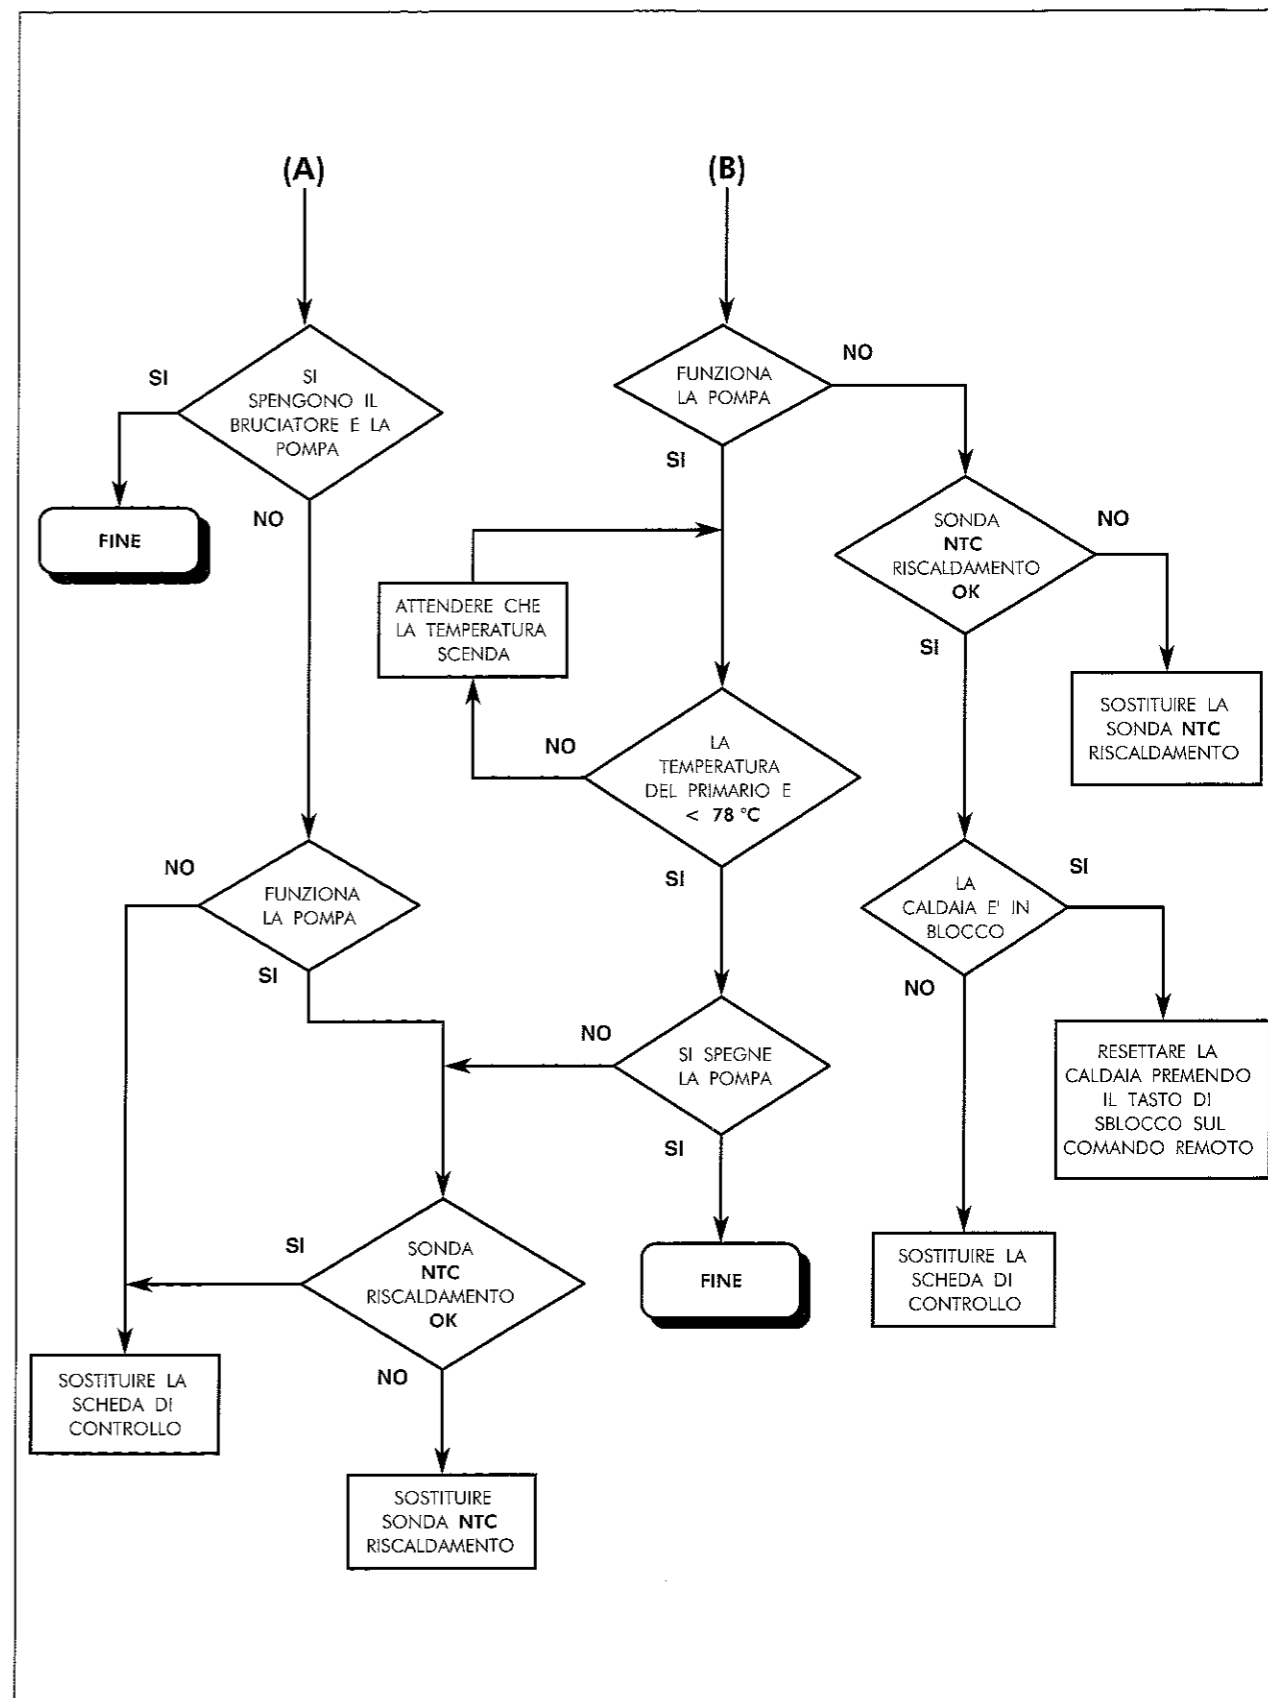 (A)
(B)
SI
SPENGONO IL
BRUCIATORE E LA
POMPA
SI
NO
FINE
FUNZIONA
LA POMPA
NO
SI
SONDA
NTC
RISCALDAMENTO
OK
NO
SI
ATTENDERE CHE
LA TEMPERATURA
SCENDA
SOSTITUIRE LA
SONDA NTC
RISCALDAMENTO
LA
TEMPERATURA
DEL PRIMARIO E
< 78 °C
NO
SI
FUNZIONA
LA POMPA
NO
SI
LA
CALDAIA E' IN
BLOCCO
SI
NO
SI SPEGNE
LA POMPA
NO
SI
RESETTARE LA
CALDAIA PREMENDO
IL TASTO DI
SBLOCCO SUL
COMANDO REMOTO
SONDA
NTC
RISCALDAMENTO
OK
SI
NO
FINE
SOSTITUIRE LA
SCHEDA DI
CONTROLLO
SOSTITUIRE LA
SCHEDA DI
CONTROLLO
SOSTITUIRE
SONDA NTC
RISCALDAMENTO